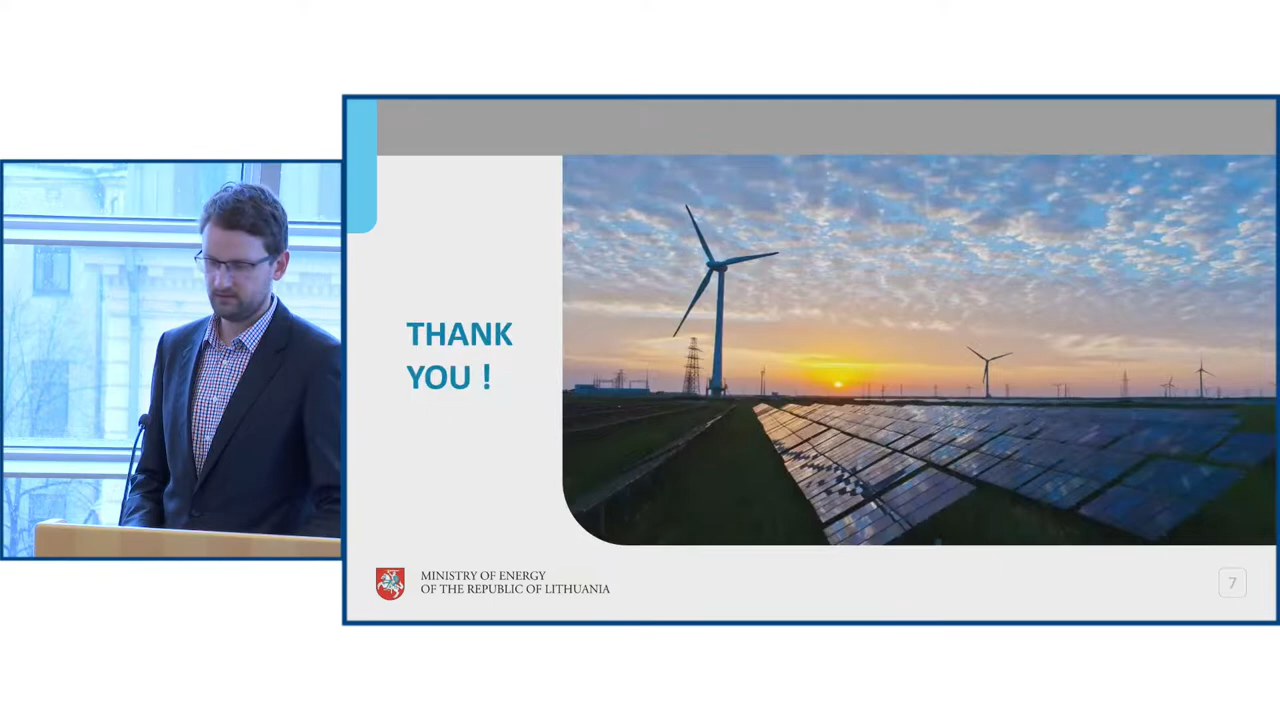 THANK
YOU !
MINISTRY OF ENERGY
OF THE REPUBLIC OF LITHUANIA
7